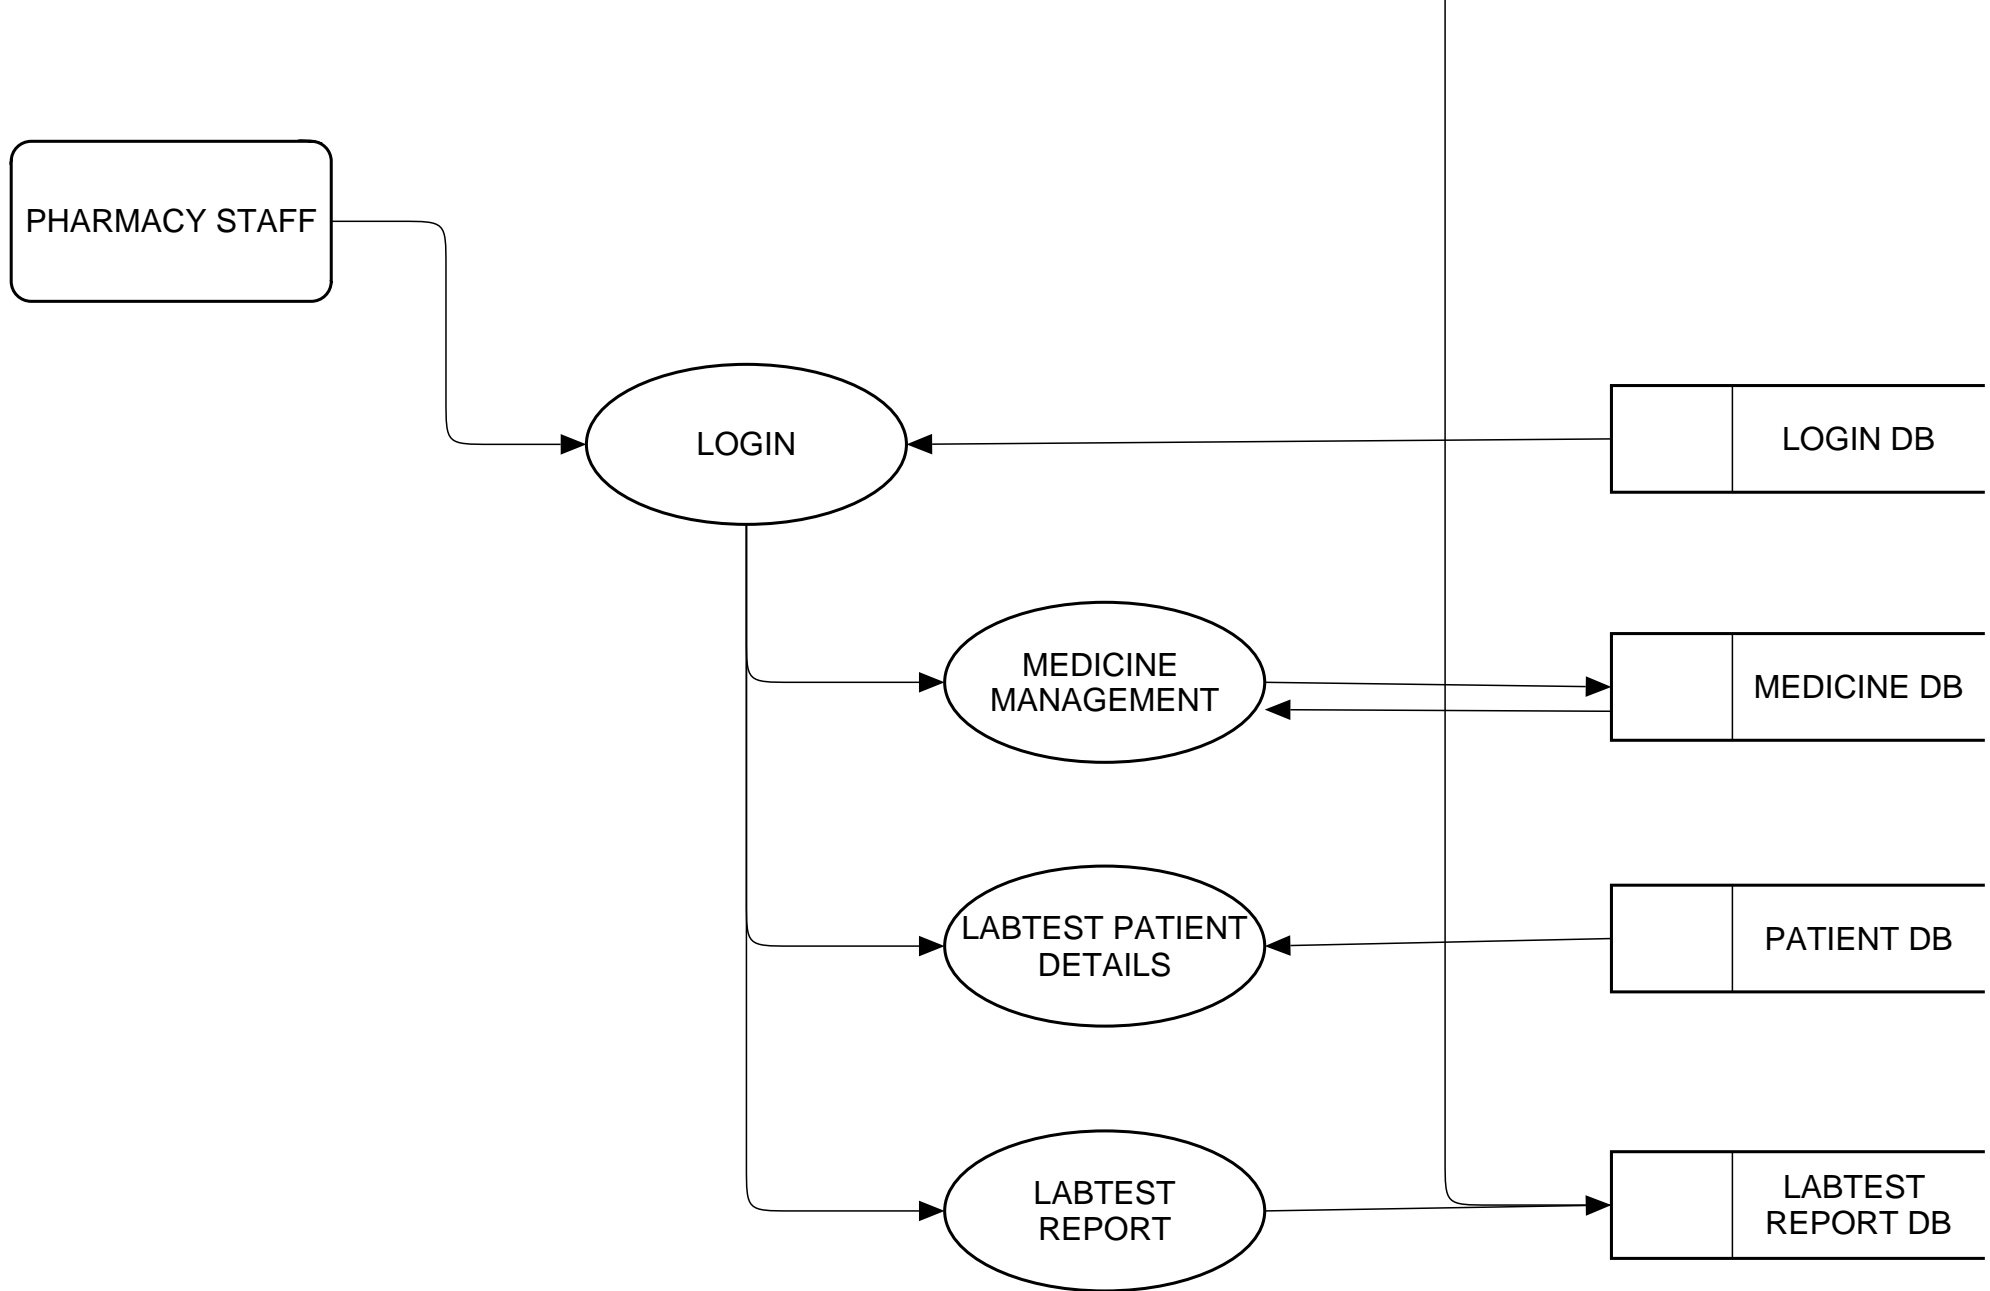 PHARMACY STAFF
LOGIN
LOGIN DB
MEDICINE
MANAGEMENT
MEDICINE DB
LABTEST PATIENT
DETAILS
PATIENT DB
LABTEST
REPORT
LABTEST
REPORT DB